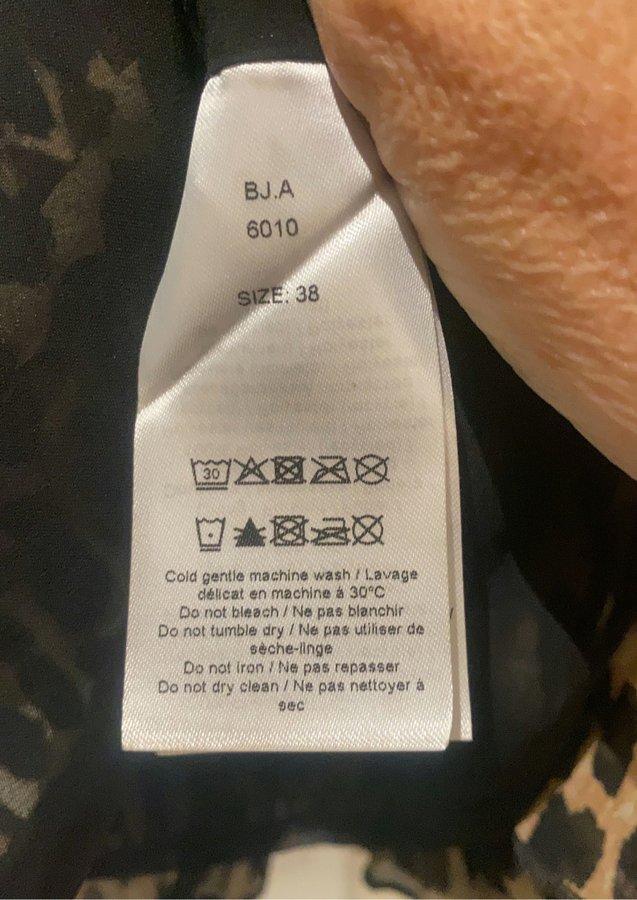 BJ.A
6010
SIZE: 38
30
Cold gentle machine wash / Lavage
délicat en machine à 30°C
Do not bleach / Ne pas blanchir
Do not tumble dry / Ne pas utiliser de
sèche-linge
Do not iron / Ne pas repasser
Do not dry clean / Ne pas nettoyer à
sec